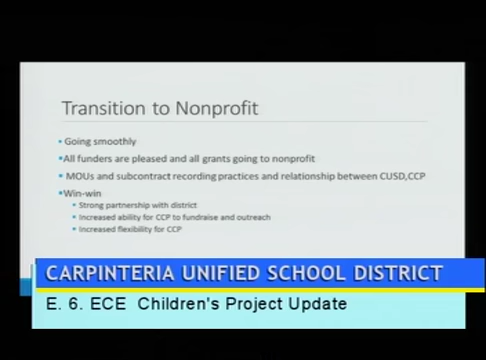 Transition to Nonprofit
Going smoothly
All funders are pleased and all grants going to nonprofit
MOUs and subcontract recording practices and relationship between CUSD,CCP
Win-win
Strong partnership with district
Increased ability for CCP to fundraise and outreach
Increased flexibility for CCP
CARPINTERIA UNIFIED SCHOOL DISTRICT
E. 6. ECE Children's Project Update